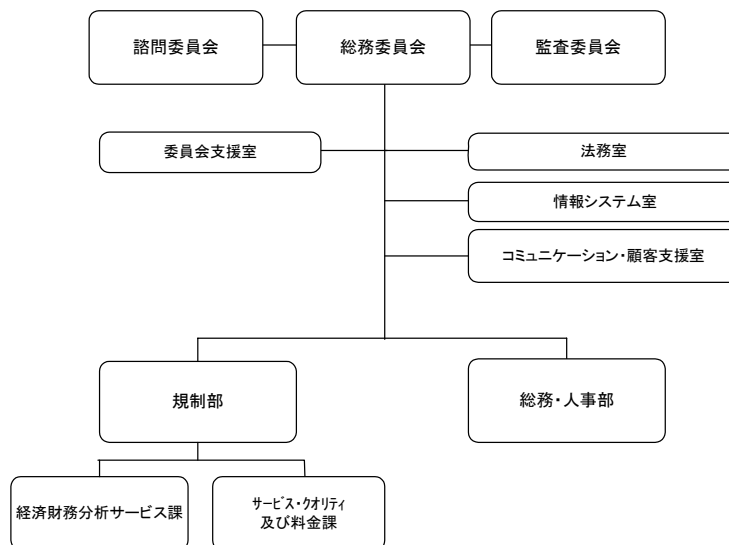 諮問委員会
総務委員会
監査委員会
委員会支援室
法務室
情報システム室
コミュニケーション・顧客支援室
規制部
総務・人事部
経済財務分析サービス課
ｻｰﾋﾞｽ・ｸｵﾘﾃｨ
及び料金課